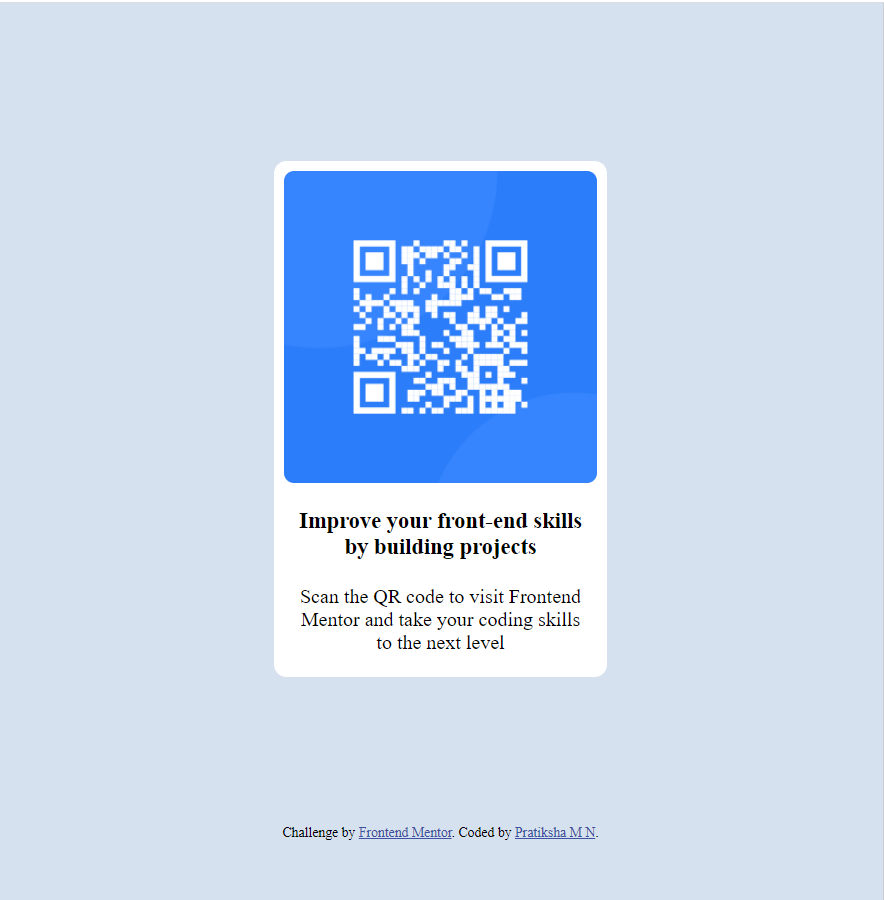 Improve your front-end skills
by building projects
Scan the QR code to visit Frontend
Mentor and take your coding skills
to the next level
Challenge by Frontend Mentor. Coded by Pratiksha M N.